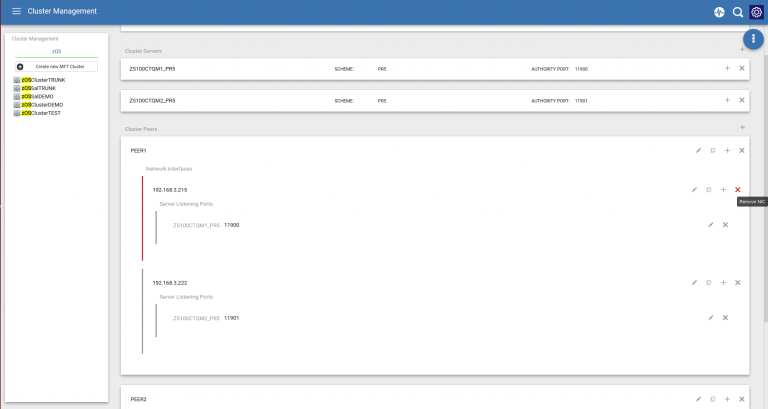 Cluster Management
Cluster Management
zOS
Create new MFT Cluster
zOSClusterTRUNK
zOSSalTRUNK
zOSSalDEMO
zOSClusterDEMO
zOSClusterTEST
Cluster Servers
ZS100CTQM1_PR5 SCHEME: PR5 AUTHORITY PORT: 11900
ZS100CTQM2_PR5 SCHEME: PR5 AUTHORITY PORT: 11901
Cluster Peers
PEER1
Network Interfaces
192.168.3.215
Remove NIC
Server Listening Ports
ZS100CTQM1_PR5 11900
192.168.3.222
Server Listening Ports
ZS100CTQM2_PR5 11901
PEER2